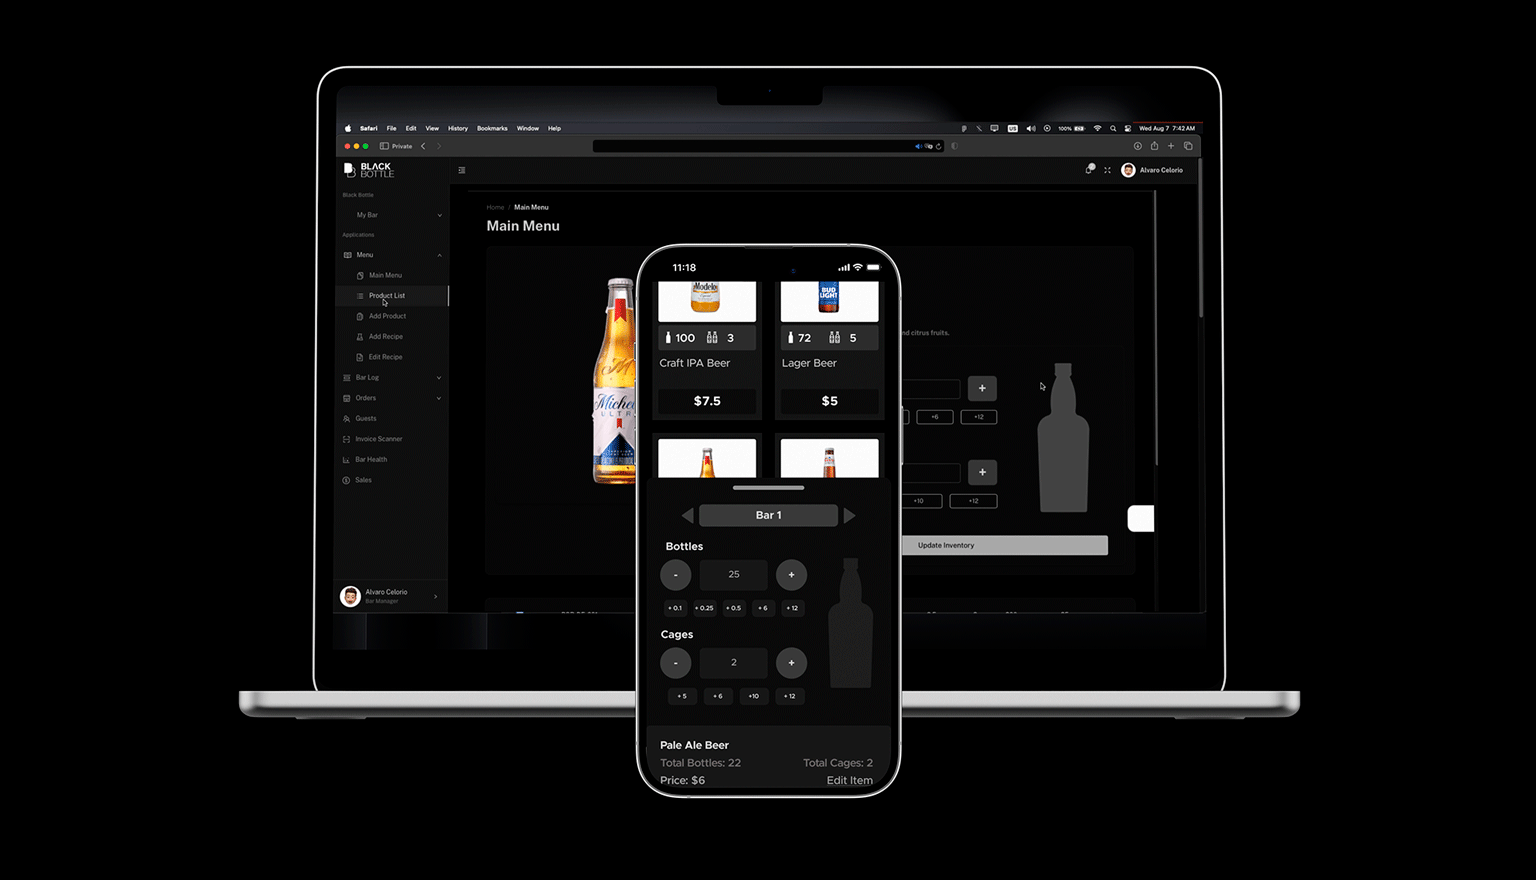 Safari File Edit View History Bookmarks Window Help
US 100% Wed Aug 7 7:42 AM
Private
BLACK
BOTTLE
Alvaro Celorio
Black Bottle
My Bar
Applications
Menu
Main Menu
Product List
Add Product
Add Recipe
Edit Recipe
Bar Log
Orders
Guests
Invoice Scanner
Bar Health
Sales
Alvaro Celorio
Bar Manager
Home / Main Menu
Main Menu
ULTRA
nd citrus fruits.
+
+6 +12
+
+10 +12
Update Inventory
11:18
Modelo
BUD
LIGHT
100 3
72 5
Craft IPA Beer
Lager Beer
$7.5
$5
Bar 1
Bottles
- 25 +
+ 0.1 + 0.25 + 0.5 + 6 + 12
Cages
- 2 +
+ 5 + 6 +10 + 12
Pale Ale Beer
Total Bottles: 22 Total Cages: 2
Price: $6 Edit Item